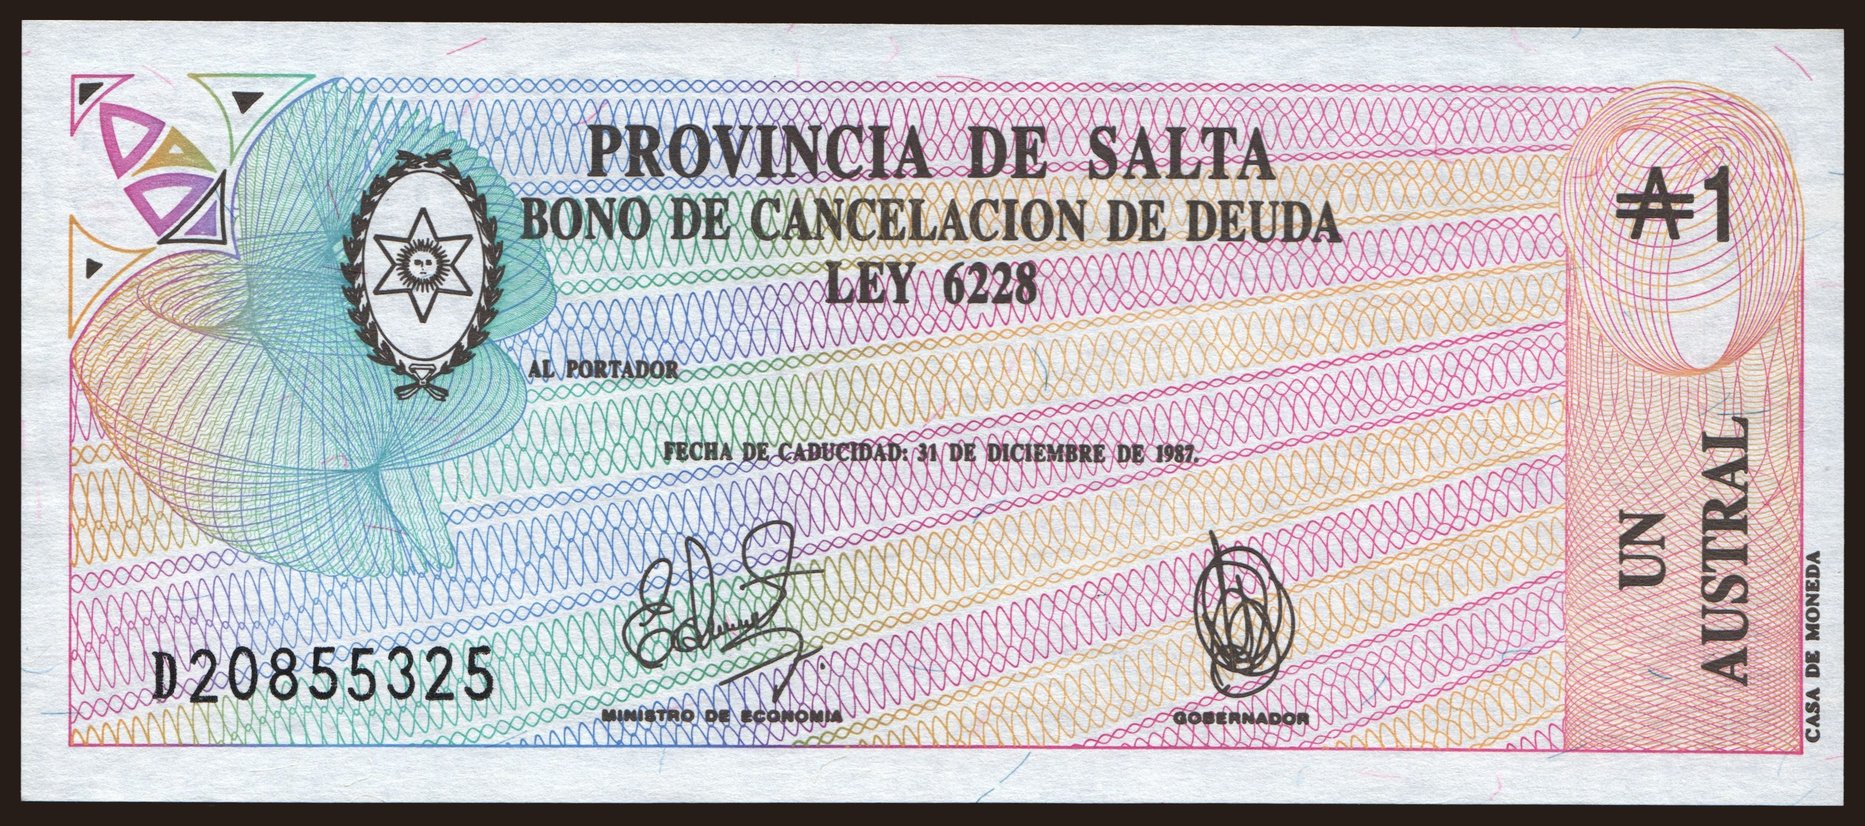 PROVINCIA DE SALTA
BONO DE CANCELACION DE DEUDA
LEY 6228
₳1
AL PORTADOR
FECHA DE CADUCIDAD: 31 DE DICIEMBRE DE 1987.
UN
AUSTRAL
D20855325
MINISTRO DE ECONOMIA
GOBERNADOR
CASA DE MONEDA